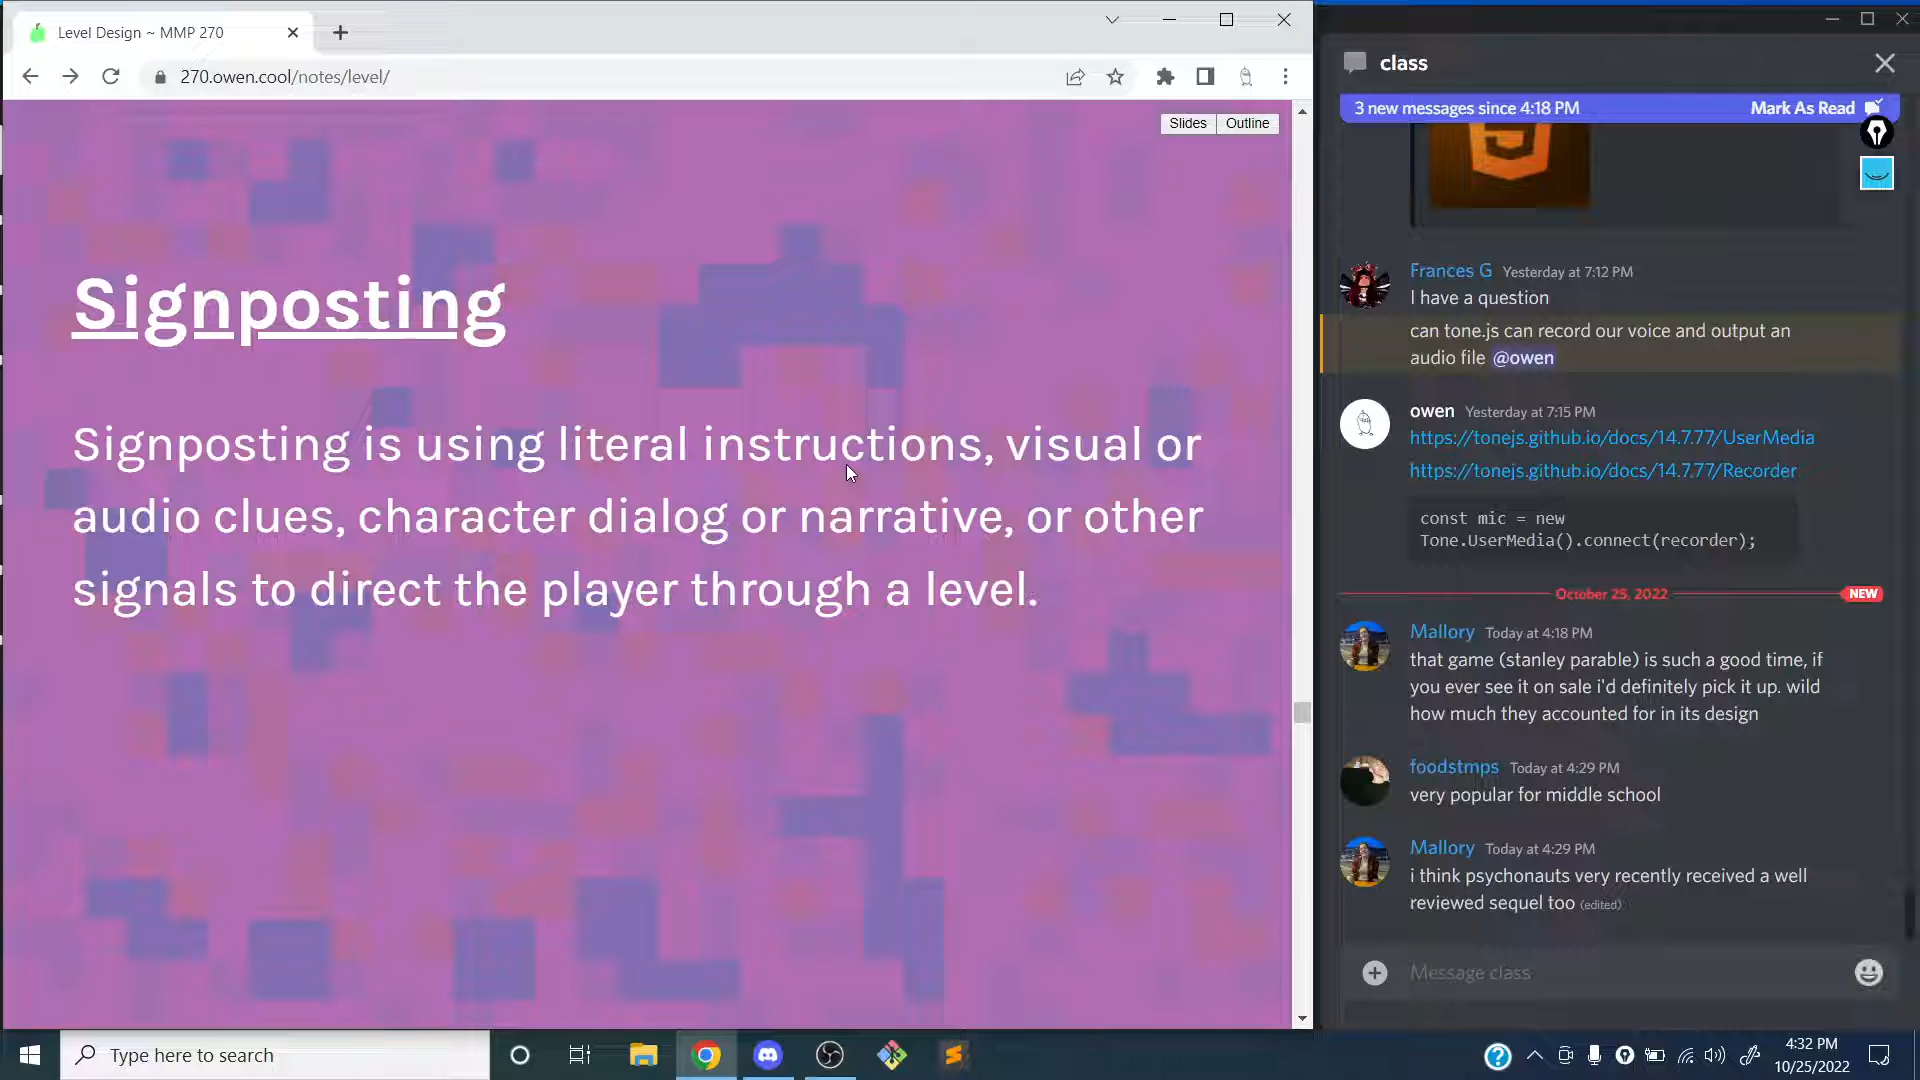 Level Design ~ MMP 270
270.owen.cool/notes/level/
Slides
Outline
Signposting
Signposting is using literal instructions, visual or
audio clues, character dialog or narrative, or other
signals to direct the player through a level.
class
3 new messages since 4:18 PM
Mark As Read
Frances G Yesterday at 7:12 PM
I have a question
can tone.js can record our voice and output an
audio file @owen
owen Yesterday at 7:15 PM
https://tonejs.github.io/docs/14.7.77/UserMedia
https://tonejs.github.io/docs/14.7.77/Recorder
const mic = new
Tone.UserMedia().connect(recorder);
October 25, 2022
NEW
Mallory Today at 4:18 PM
that game (stanley parable) is such a good time, if
you ever see it on sale i'd definitely pick it up. wild
how much they accounted for in its design
foodstmps Today at 4:29 PM
very popular for middle school
Mallory Today at 4:29 PM
i think psychonauts very recently received a well
reviewed sequel too (edited)
Message class
Type here to search
4:32 PM
10/25/2022